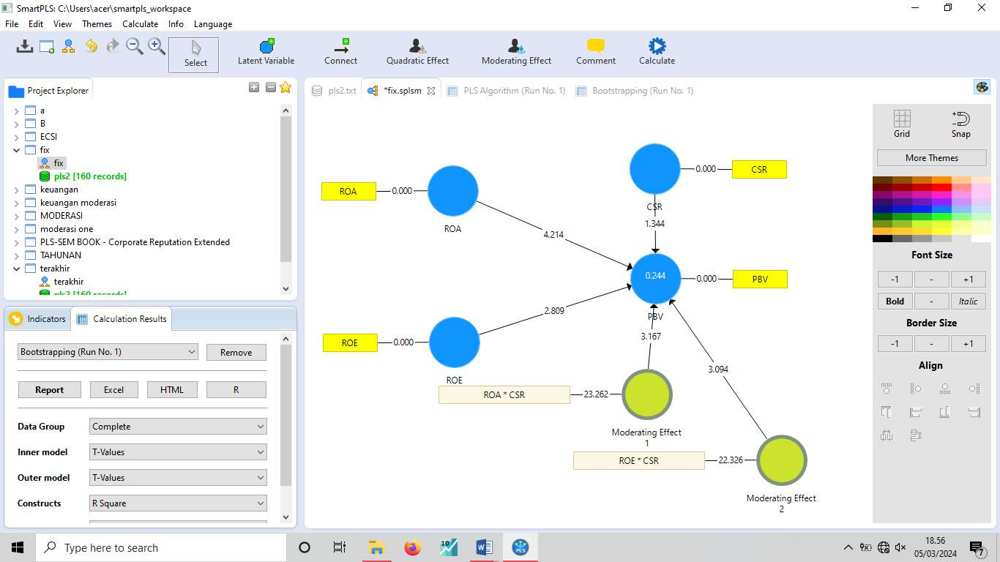 SmartPLS: C:\Users\acer\smartpls_workspace
File Edit View Themes Calculate Info Language
Select
Latent Variable
Connect
Quadratic Effect
Moderating Effect
Comment
Calculate
Project Explorer
a
B
ECSI
fix
fix
pls2 [160 records]
keuangan
keuangan moderasi
MODERASI
moderasi one
PLS-SEM BOOK - Corporate Reputation Extended
TAHUNAN
terakhir
terakhir
pls2 [160 records]
Indicators
Calculation Results
Bootstrapping (Run No. 1)
Remove
Report
Excel
HTML
R
Data Group
Complete
Inner model
T-Values
Outer model
T-Values
Constructs
R Square
pls2.txt
*fix.splsm
PLS Algorithm (Run No. 1)
Bootstrapping (Run No. 1)
0.000
CSR
CSR
ROA
0.000
ROA
1.344
4.214
0.244
0.000
PBV
PBV
2.809
3.167
ROE
0.000
ROE
3.094
ROA * CSR
23.262
Moderating Effect
1
ROE * CSR
22.326
Moderating Effect
2
Grid
Snap
More Themes
Font Size
-1
-
+1
Bold
-
Italic
Border Size
-1
-
+1
Align
Type here to search
10
PLS
18.56
05/03/2024
7